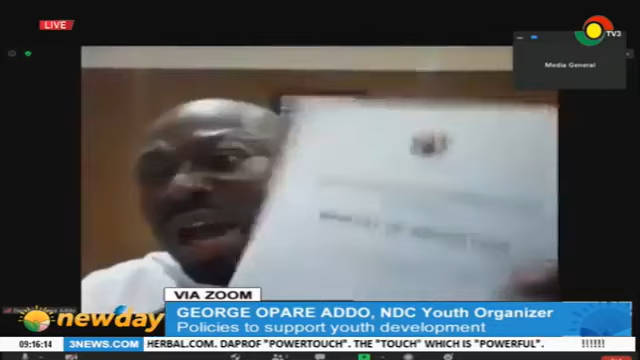 LIVE
TV3
Media General
VIA ZOOM
GEORGE OPARE ADDO, NDC Youth Organizer
Policies to support youth development
newday
09:16:14
3NEWS.COM
HERBAL.COM. DAPROF "POWERTOUCH". THE "TOUCH" WHICH IS "POWERFUL". !!!!!!